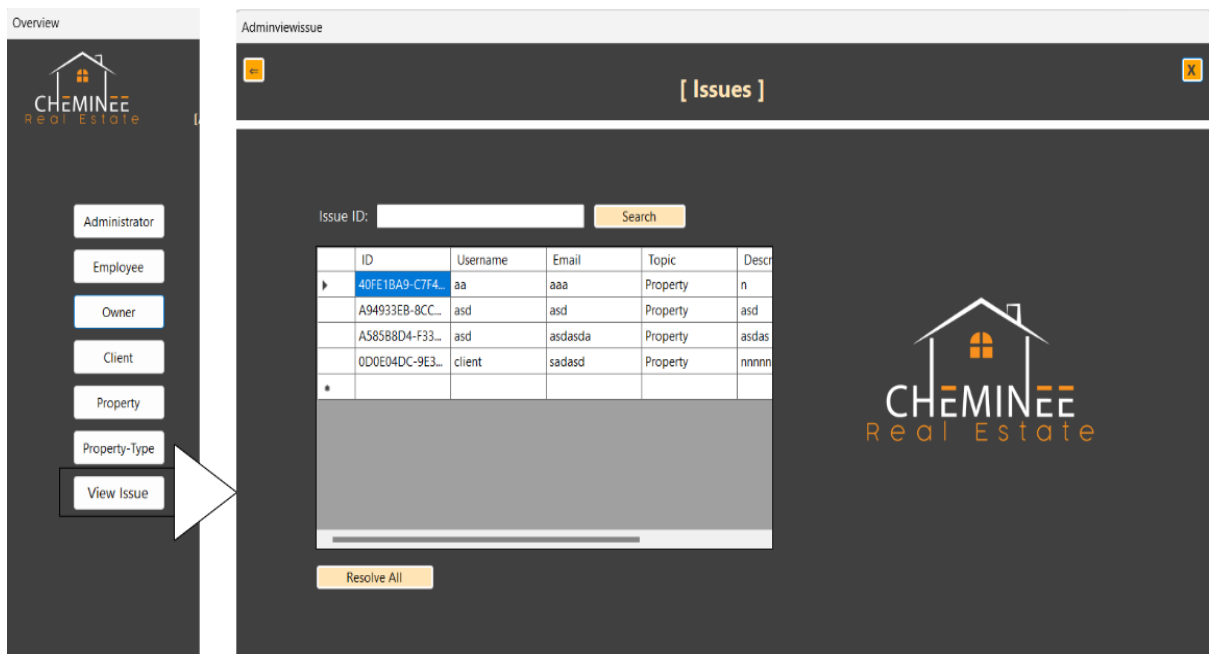 Overview
CHEMINEE
Real Estate
Administrator
Employee
Owner
Client
Property
Property-Type
View Issue
Adminviewissue
⇐
[ Issues ]
X
Issue ID:
Search
ID Username Email Topic Descr
40FE1BA9-C7F4... aa aaa Property n
A94933EB-8CC... asd asd Property asd
A585B8D4-F33... asd asdasda Property asdas
0D0E04DC-9E3... client sadasd Property nnnnn
Resolve All
CHEMINEE
Real Estate